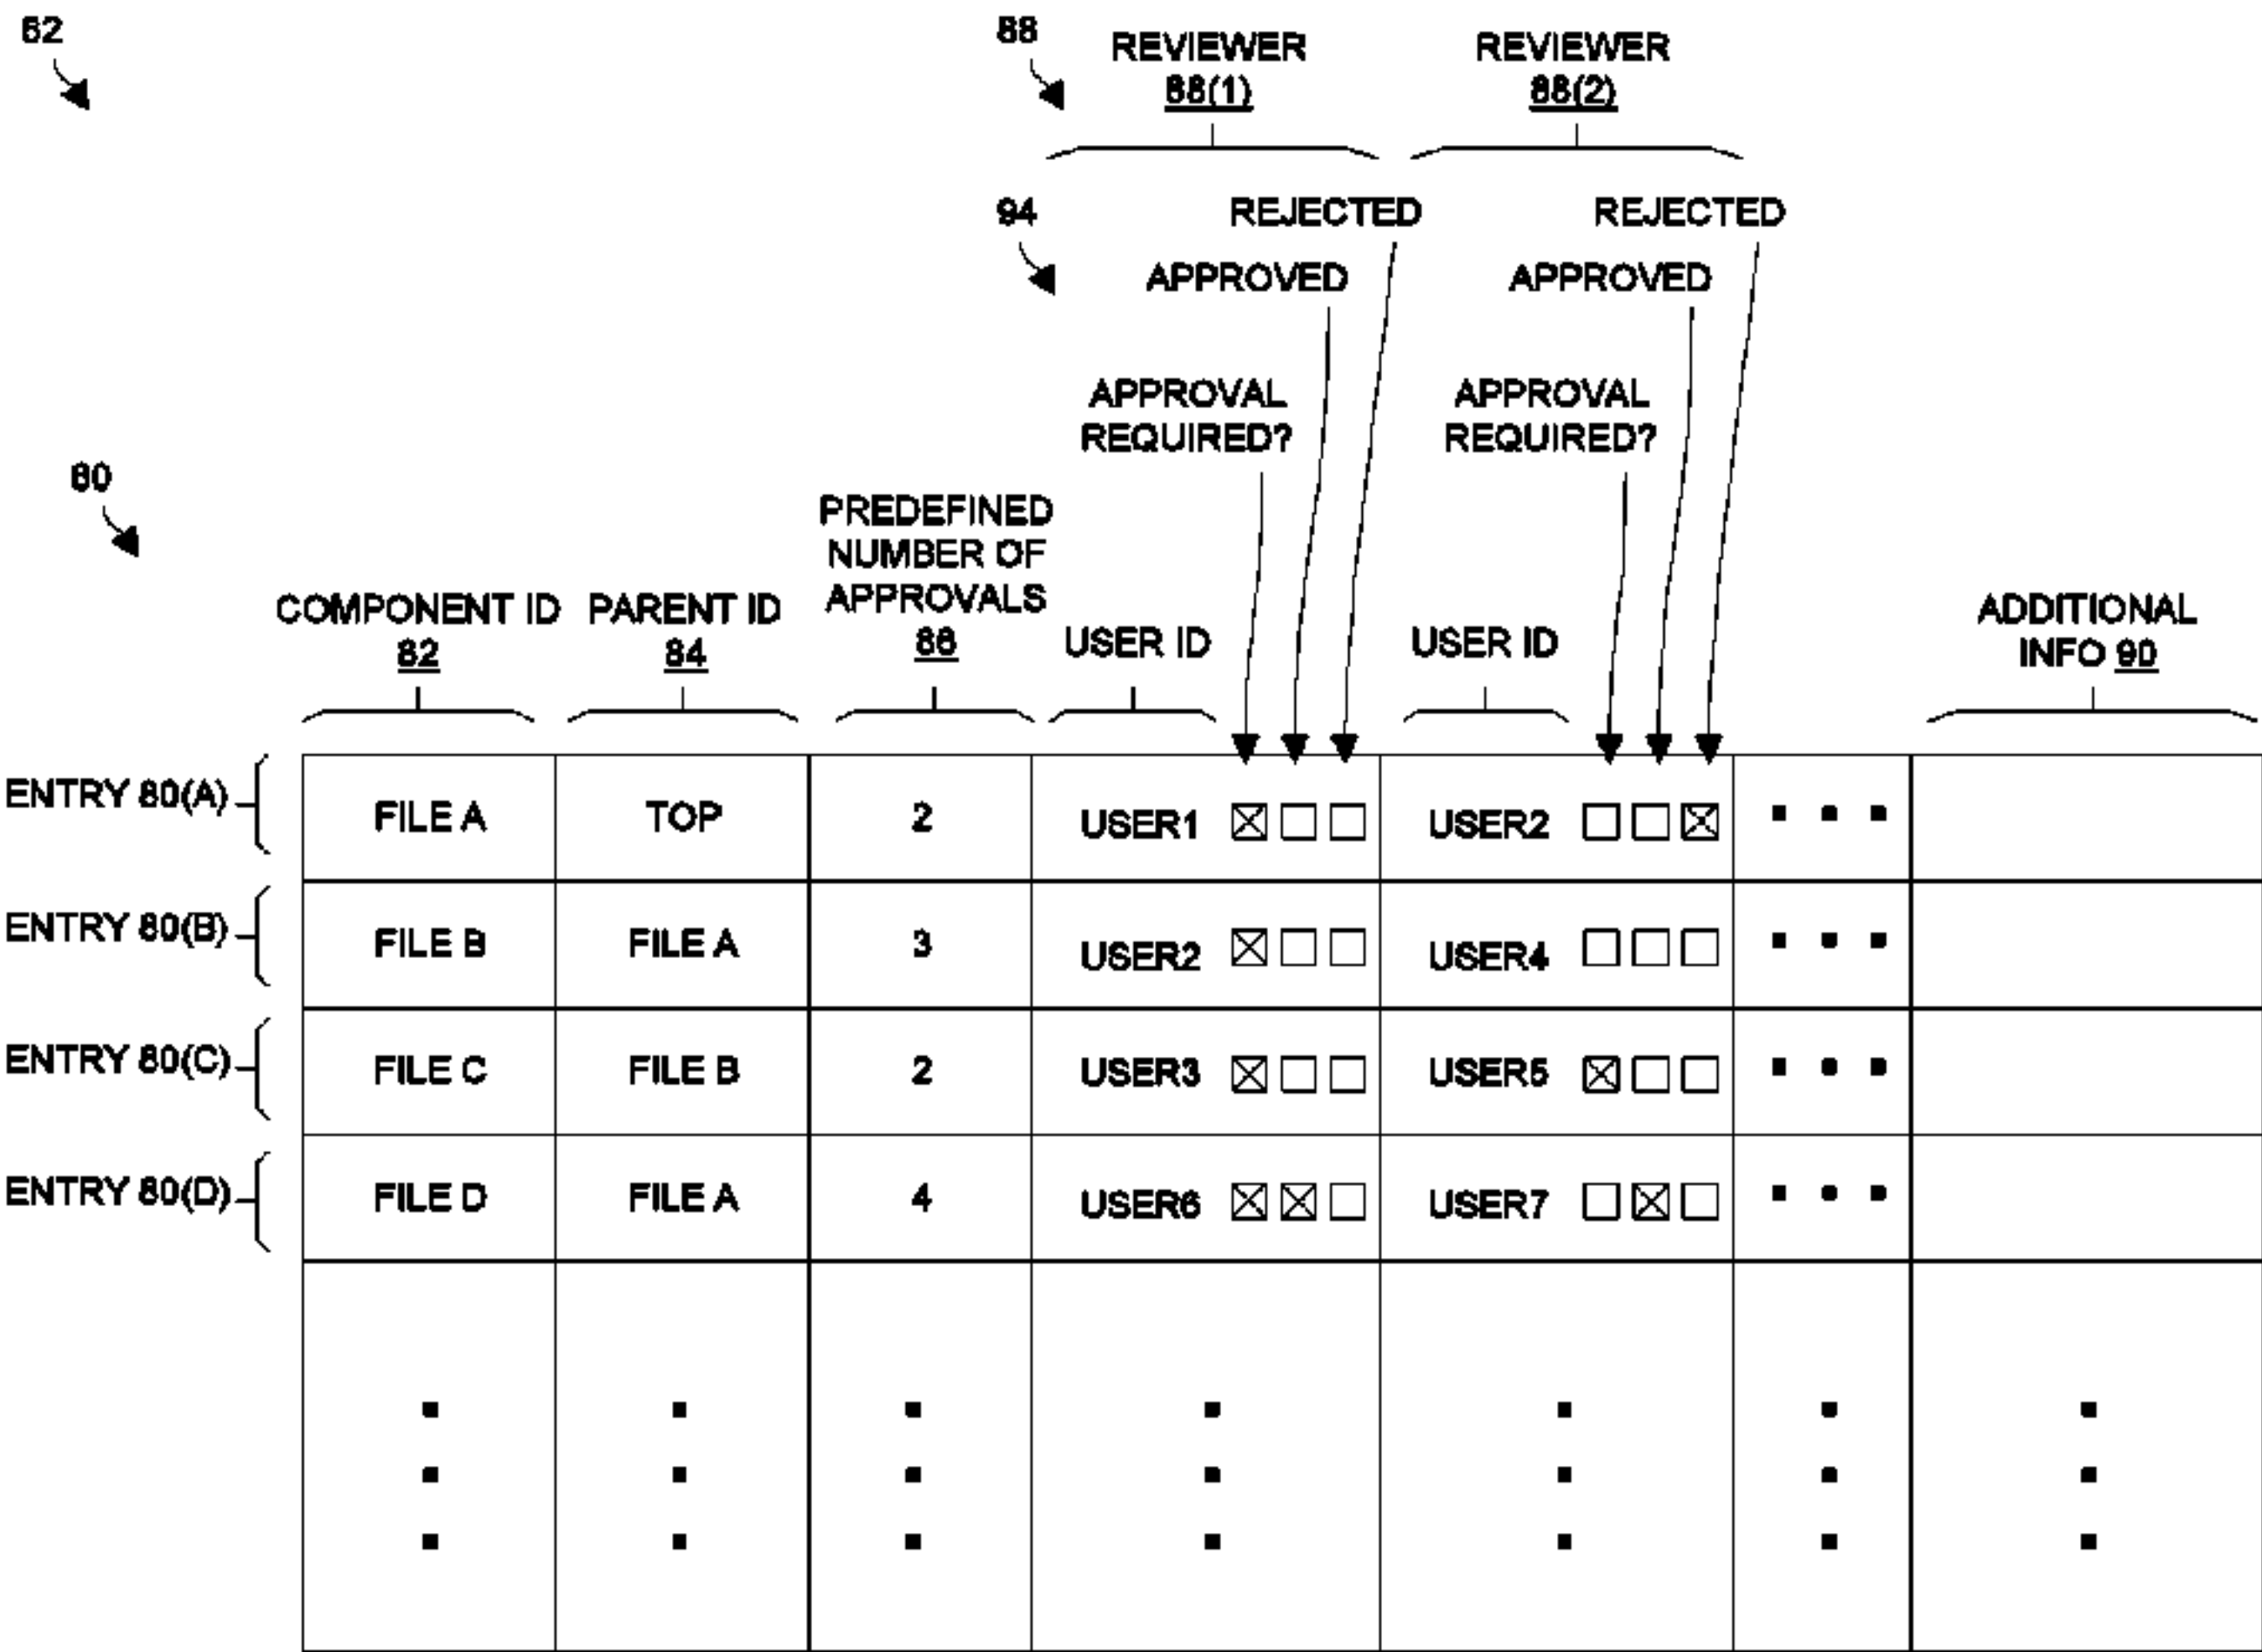 62
88
REVIEWER
88(1)
REVIEWER
88(2)
94
REJECTED
REJECTED
APPROVED
APPROVED
APPROVAL
REQUIRED?
APPROVAL
REQUIRED?
80
PREDEFINED
NUMBER OF
APPROVALS
86
COMPONENT ID
82
PARENT ID
84
USER ID
USER ID
ADDITIONAL
INFO 90
ENTRY 80(A) FILE A TOP 2 USER1 USER2
ENTRY 80(B) FILE B FILE A 3 USER2 USER4
ENTRY 80(C) FILE C FILE B 2 USER3 USER5
ENTRY 80(D) FILE D FILE A 4 USER6 USER7